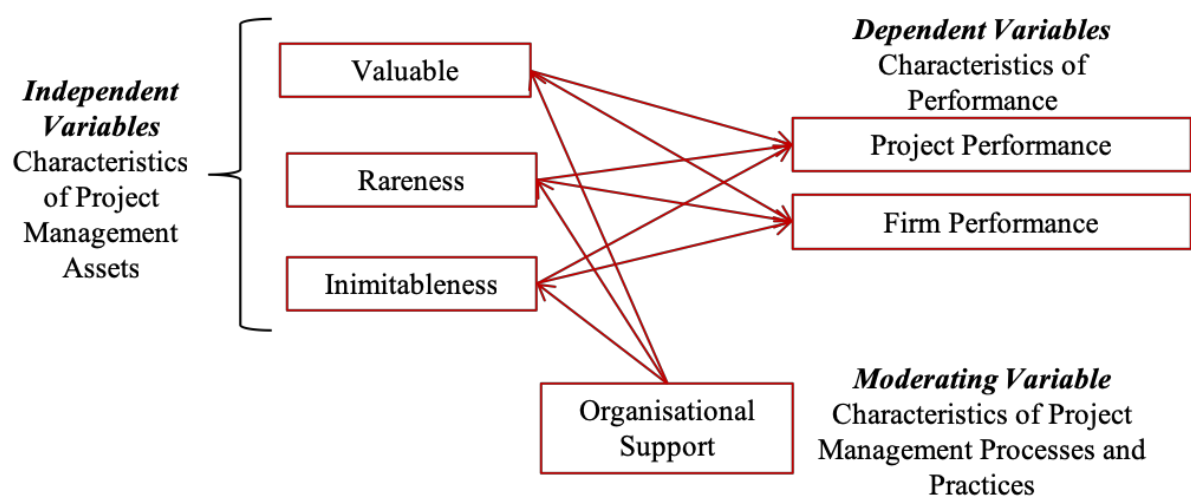 Independent
Variables
Characteristics
of Project
Management
Assets
Valuable
Rareness
Inimitableness
Dependent Variables
Characteristics of
Performance
Project Performance
Firm Performance
Organisational
Support
Moderating Variable
Characteristics of Project
Management Processes and
Practices